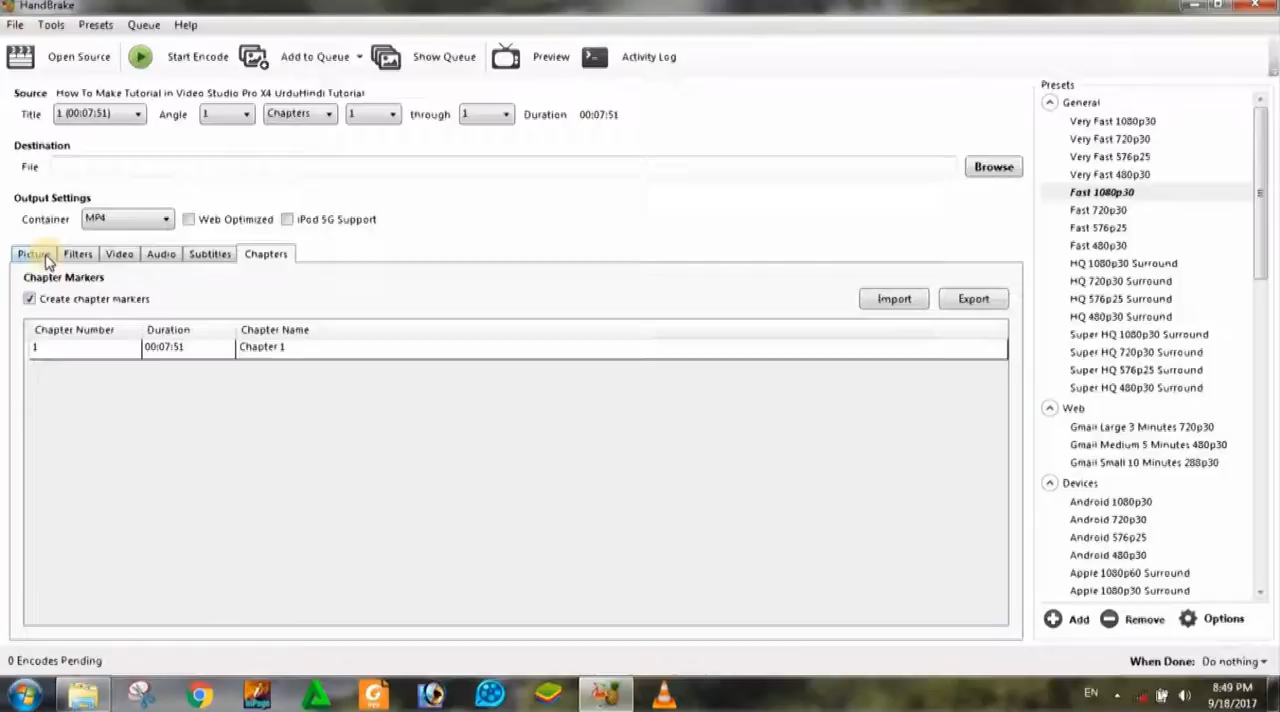 HandBrake
File Tools Presets Queue Help
Open Source Start Encode Add to Queue Show Queue Preview Activity Log
Source How To Make Tutorial in Video Studio Pro X4 UrduHindi Tutorial
Title 1 (00:07:51) Angle 1 Chapters 1 through 1 Duration 00:07:51
Destination
File Browse
Output Settings
Container MP4 Web Optimized iPod 5G Support
Picture Filters Video Audio Subtitles Chapters
Chapter Markers
Create chapter markers Import Export
Chapter Number Duration Chapter Name
1 00:07:51 Chapter 1
Presets
General
Very Fast 1080p30
Very Fast 720p30
Very Fast 576p25
Very Fast 480p30
Fast 1080p30
Fast 720p30
Fast 576p25
Fast 480p30
HQ 1080p30 Surround
HQ 720p30 Surround
HQ 576p25 Surround
HQ 480p30 Surround
Super HQ 1080p30 Surround
Super HQ 720p30 Surround
Super HQ 576p25 Surround
Super HQ 480p30 Surround
Web
Gmail Large 3 Minutes 720p30
Gmail Medium 5 Minutes 480p30
Gmail Small 10 Minutes 288p30
Devices
Android 1080p30
Android 720p30
Android 576p25
Android 480p30
Apple 1080p60 Surround
Apple 1080p30 Surround
Add Remove Options
0 Encodes Pending
When Done: Do nothing
EN
8:49 PM
9/18/2017